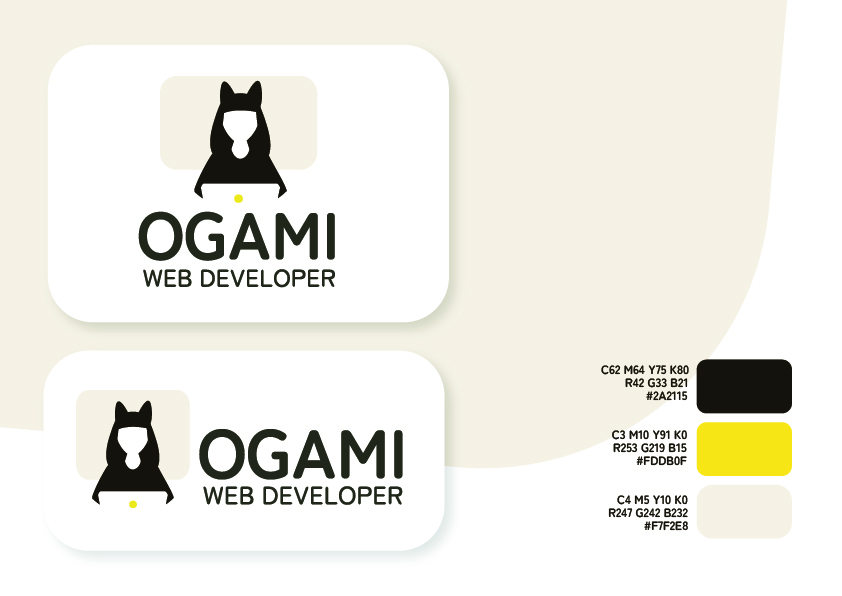 OGAMI
WEB DEVELOPER
OGAMI
WEB DEVELOPER
C62 M64 Y75 K80
R42 G33 B21
#2A2115
C3 M10 Y91 K0
R253 G219 B15
#FDDB0F
C4 M5 Y10 K0
R247 G242 B232
#F7F2E8